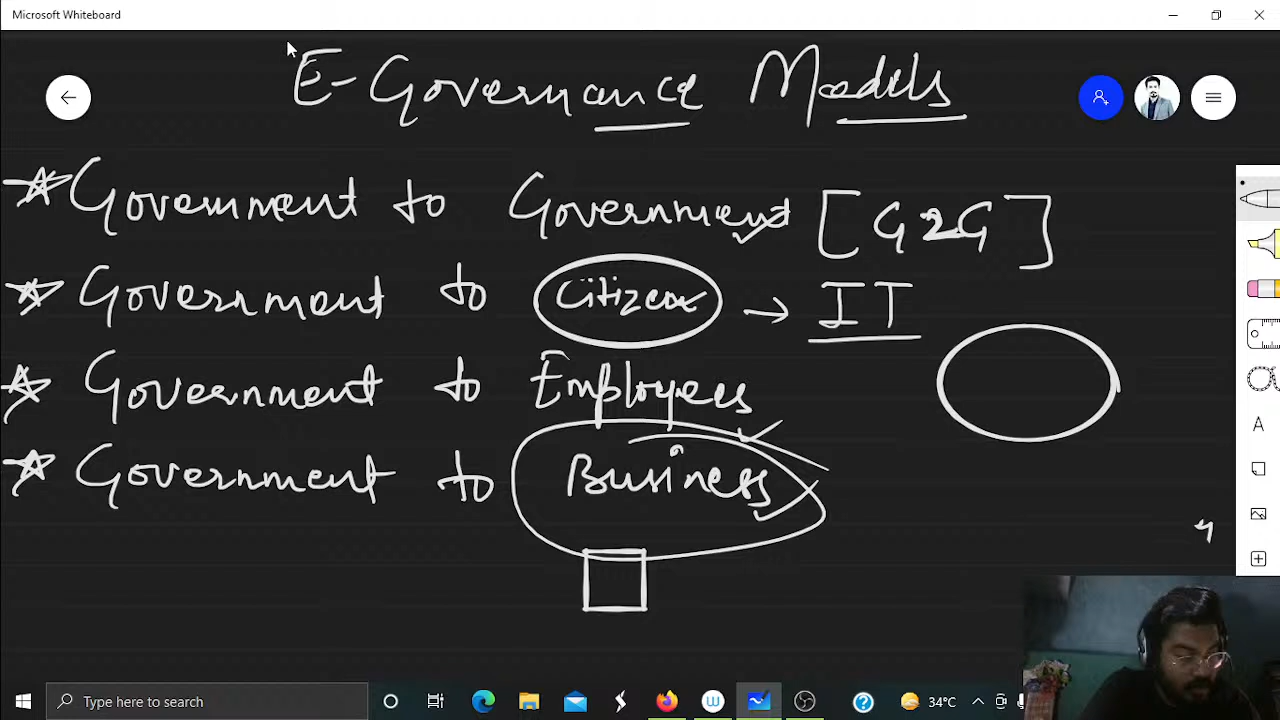 Microsoft Whiteboard
E-Governance Models
Government to Government [G2G]
Government to Citizen → IT
Government to Employees
Government to Business
A
Type here to search
34°C